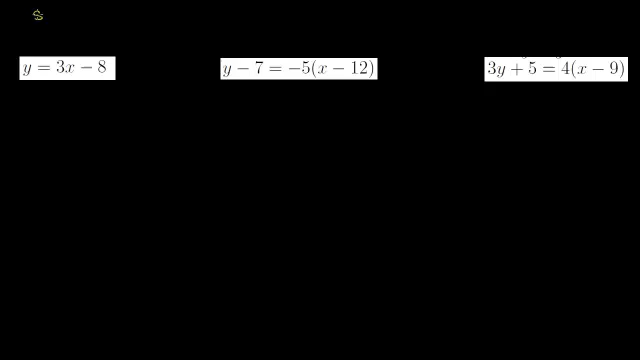 S
y = 3x − 8
y − 7 = −5(x − 12)
3y + 5 = 4(x − 9)